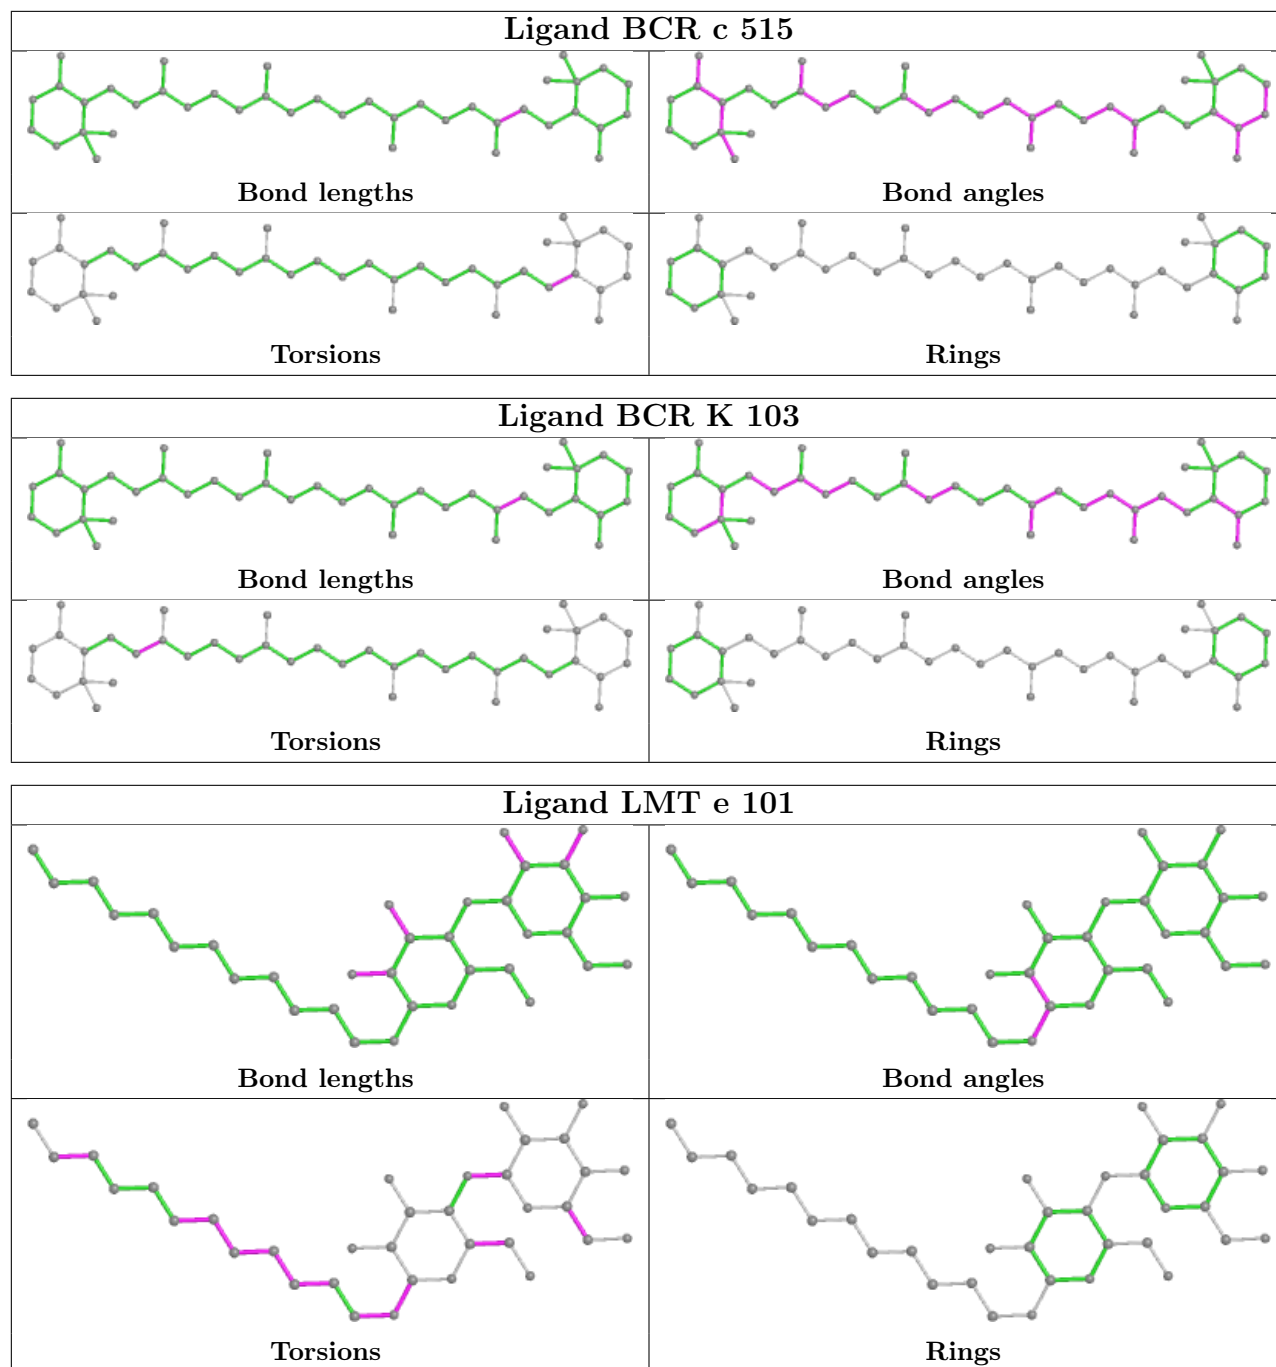 Ligand BCR c 515
Bond lengths
Bond angles
Torsions
Rings
Ligand BCR K 103
Bond lengths
Bond angles
Torsions
Rings
Ligand LMT e 101
Bond lengths
Bond angles
Torsions
Rings